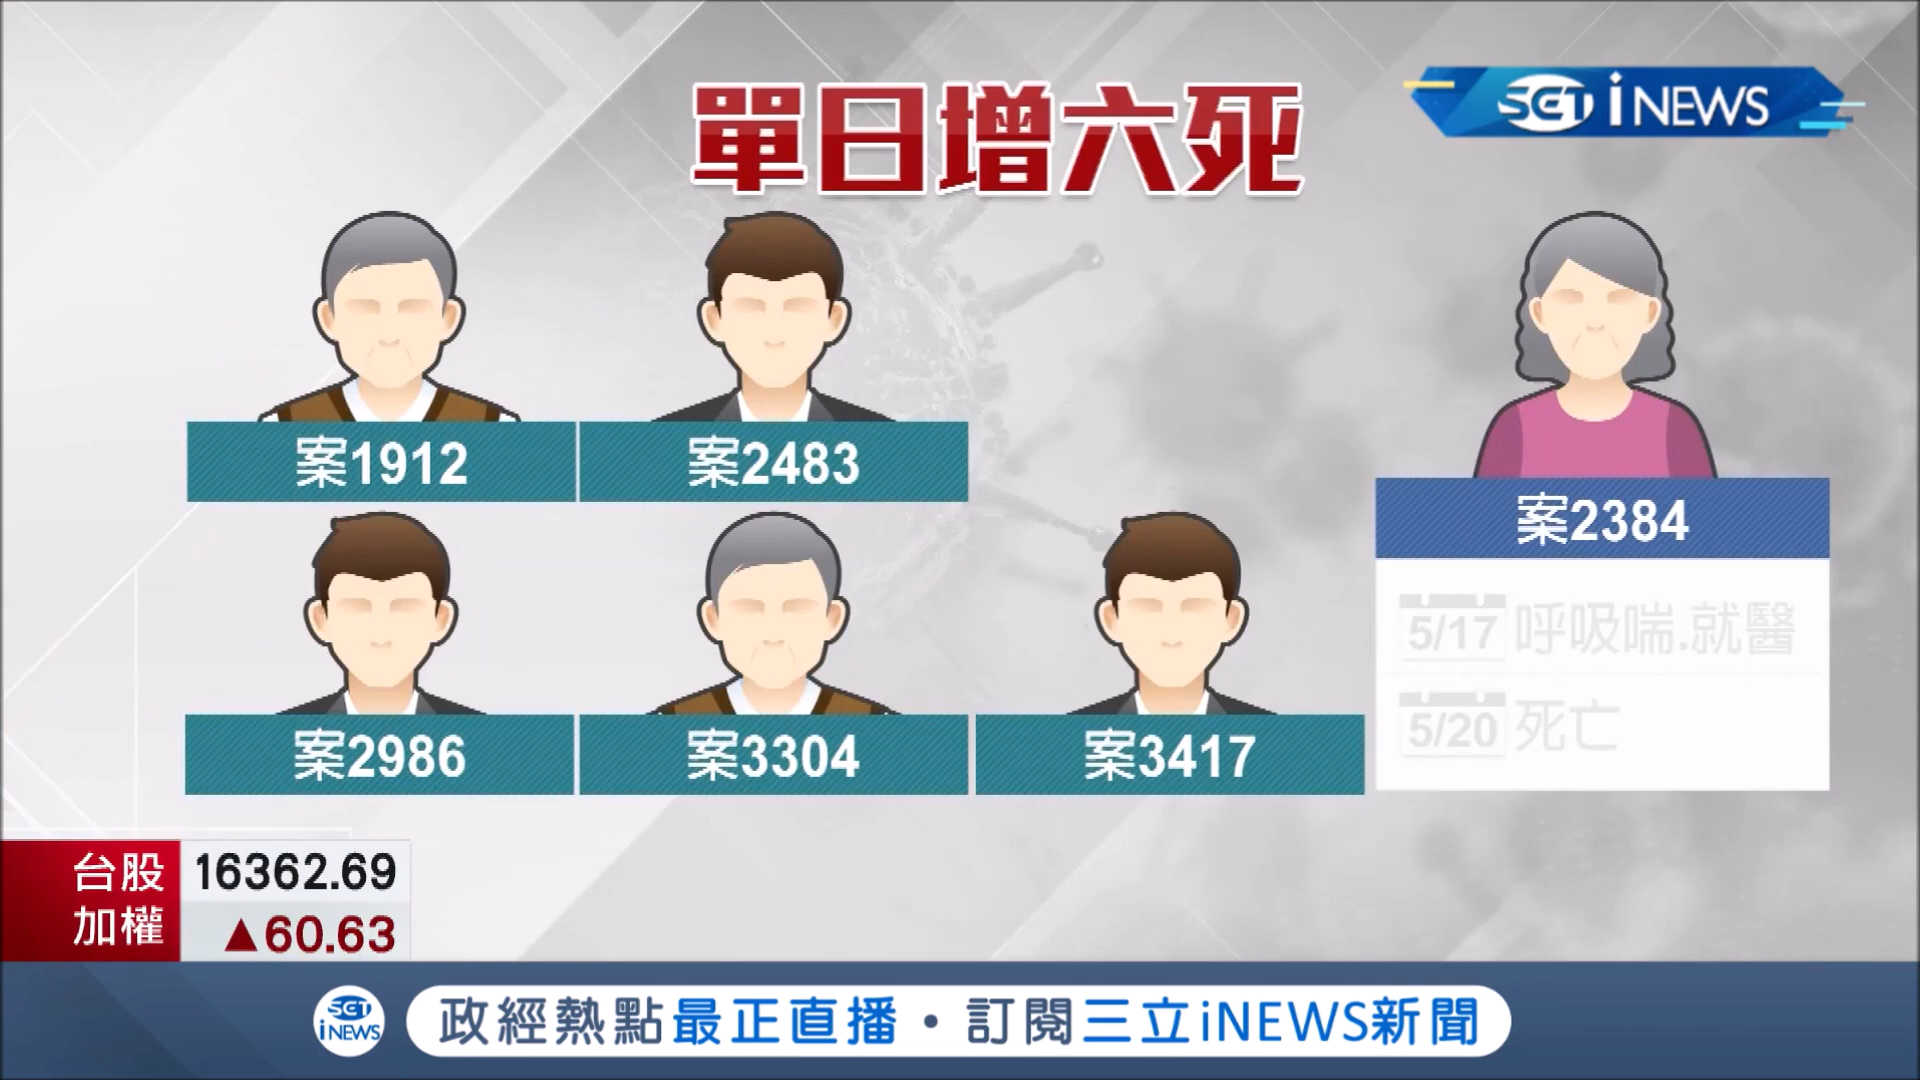 單日增六死
SET iNEWS
案1912
案2483
案2986
案3304
案3417
案2384
5/17 呼吸喘.就醫
5/20 死亡
台股 16362.69
加權 ▲60.63
SET iNEWS
政經熱點最正直播・訂閱三立iNEWS新聞